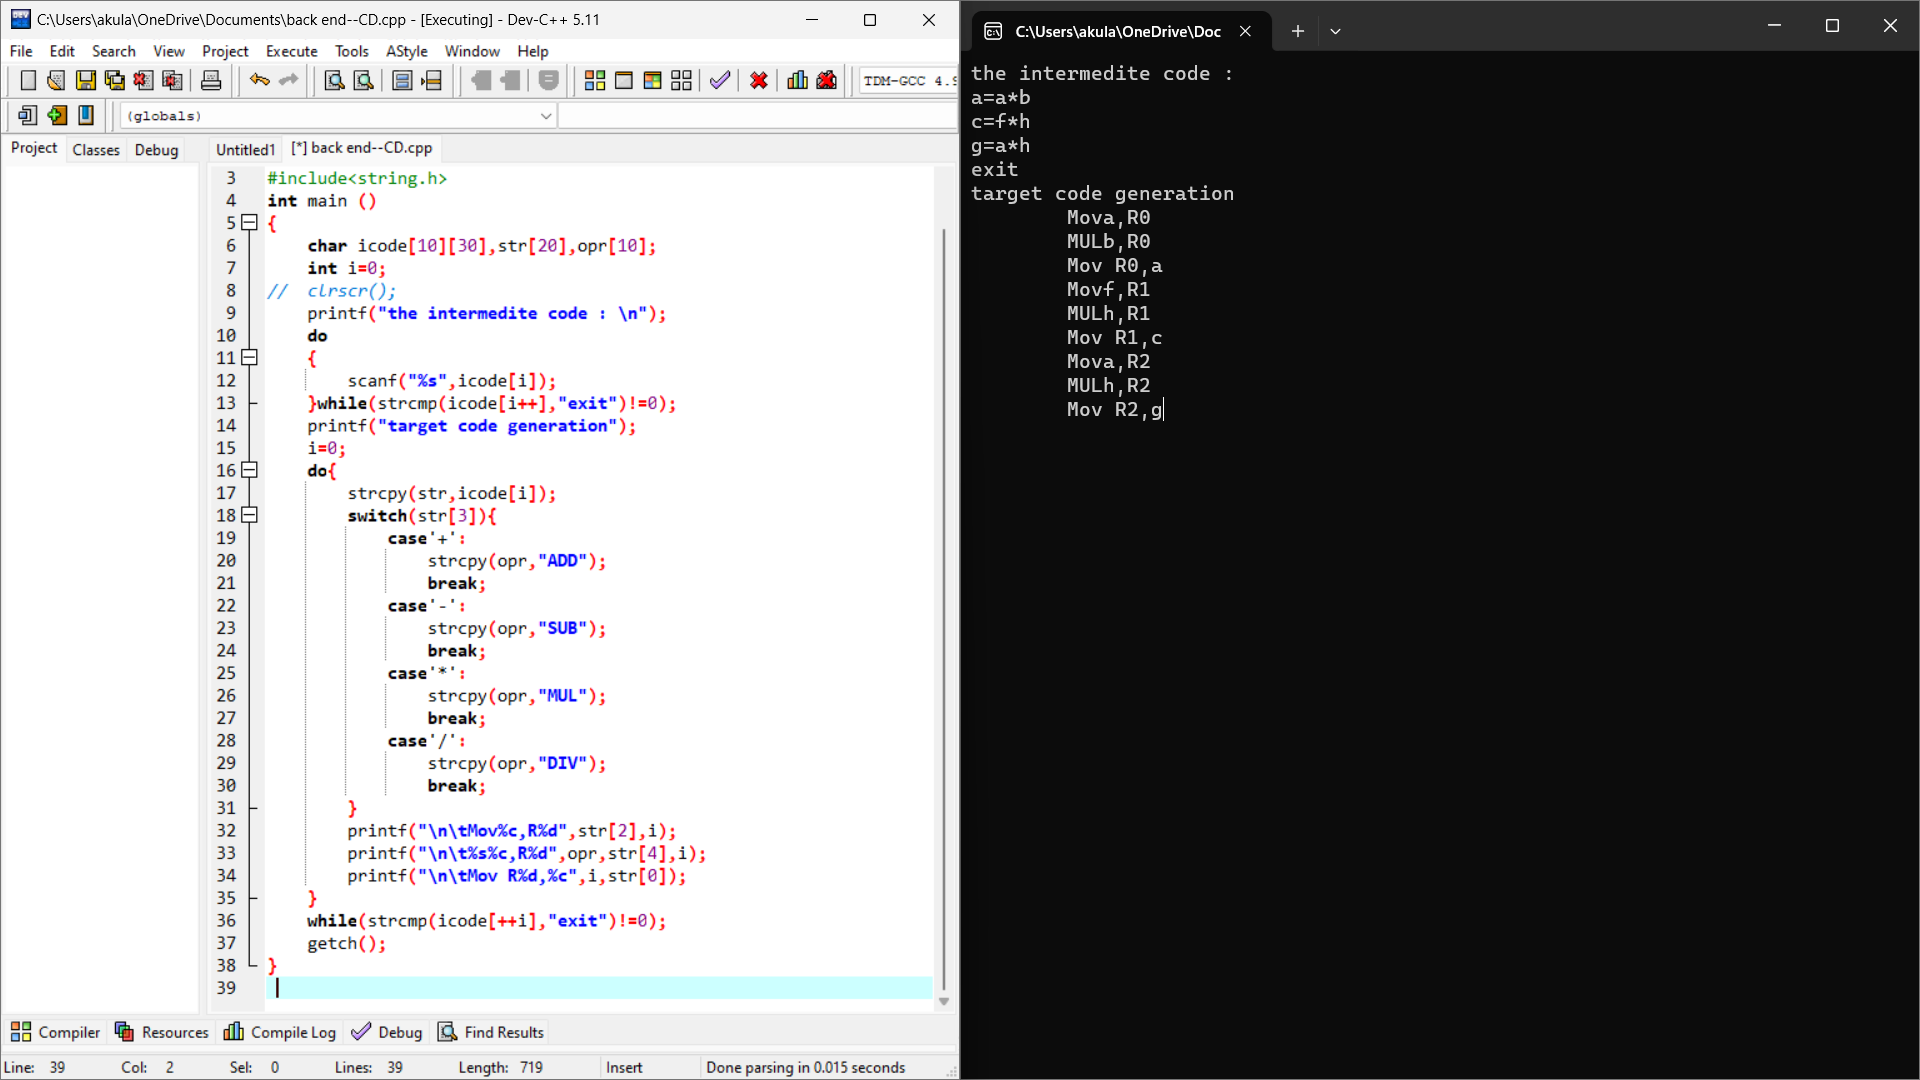 C:\Users\akula\OneDrive\Documents\back end--CD.cpp - [Executing] - Dev-C++ 5.11
File Edit Search View Project Execute Tools AStyle Window Help
TDM-GCC 4.9
(globals)
Project Classes Debug
Untitled1 [*] back end--CD.cpp
3 #include<string.h>
4 int main ()
5 {
6 char icode[10][30],str[20],opr[10];
7 int i=0;
8 // clrscr();
9 printf("the intermedite code : \n");
10 do
11 {
12 scanf("%s",icode[i]);
13 }while(strcmp(icode[i++],"exit")!=0);
14 printf("target code generation");
15 i=0;
16 do{
17 strcpy(str,icode[i]);
18 switch(str[3]){
19 case'+':
20 strcpy(opr,"ADD");
21 break;
22 case'-':
23 strcpy(opr,"SUB");
24 break;
25 case'*':
26 strcpy(opr,"MUL");
27 break;
28 case'/':
29 strcpy(opr,"DIV");
30 break;
31 }
32 printf("\n\tMov%c,R%d",str[2],i);
33 printf("\n\t%s%c,R%d",opr,str[4],i);
34 printf("\n\tMov R%d,%c",i,str[0]);
35 }
36 while(strcmp(icode[++i],"exit")!=0);
37 getch();
38 }
39
Compiler Resources Compile Log Debug Find Results
Line: 39 Col: 2 Sel: 0 Lines: 39 Length: 719 Insert Done parsing in 0.015 seconds
C:\Users\akula\OneDrive\Doc
the intermedite code :
a=a*b
c=f*h
g=a*h
exit
target code generation
Mova,R0
MULb,R0
Mov R0,a
Movf,R1
MULh,R1
Mov R1,c
Mova,R2
MULh,R2
Mov R2,g